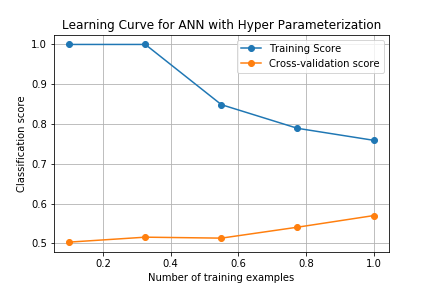 Learning Curve for ANN with Hyper Parameterization
Training Score
Cross-validation score
Classification score
1.0
0.9
0.8
0.7
0.6
0.5
0.2 0.4 0.6 0.8 1.0
Number of training examples